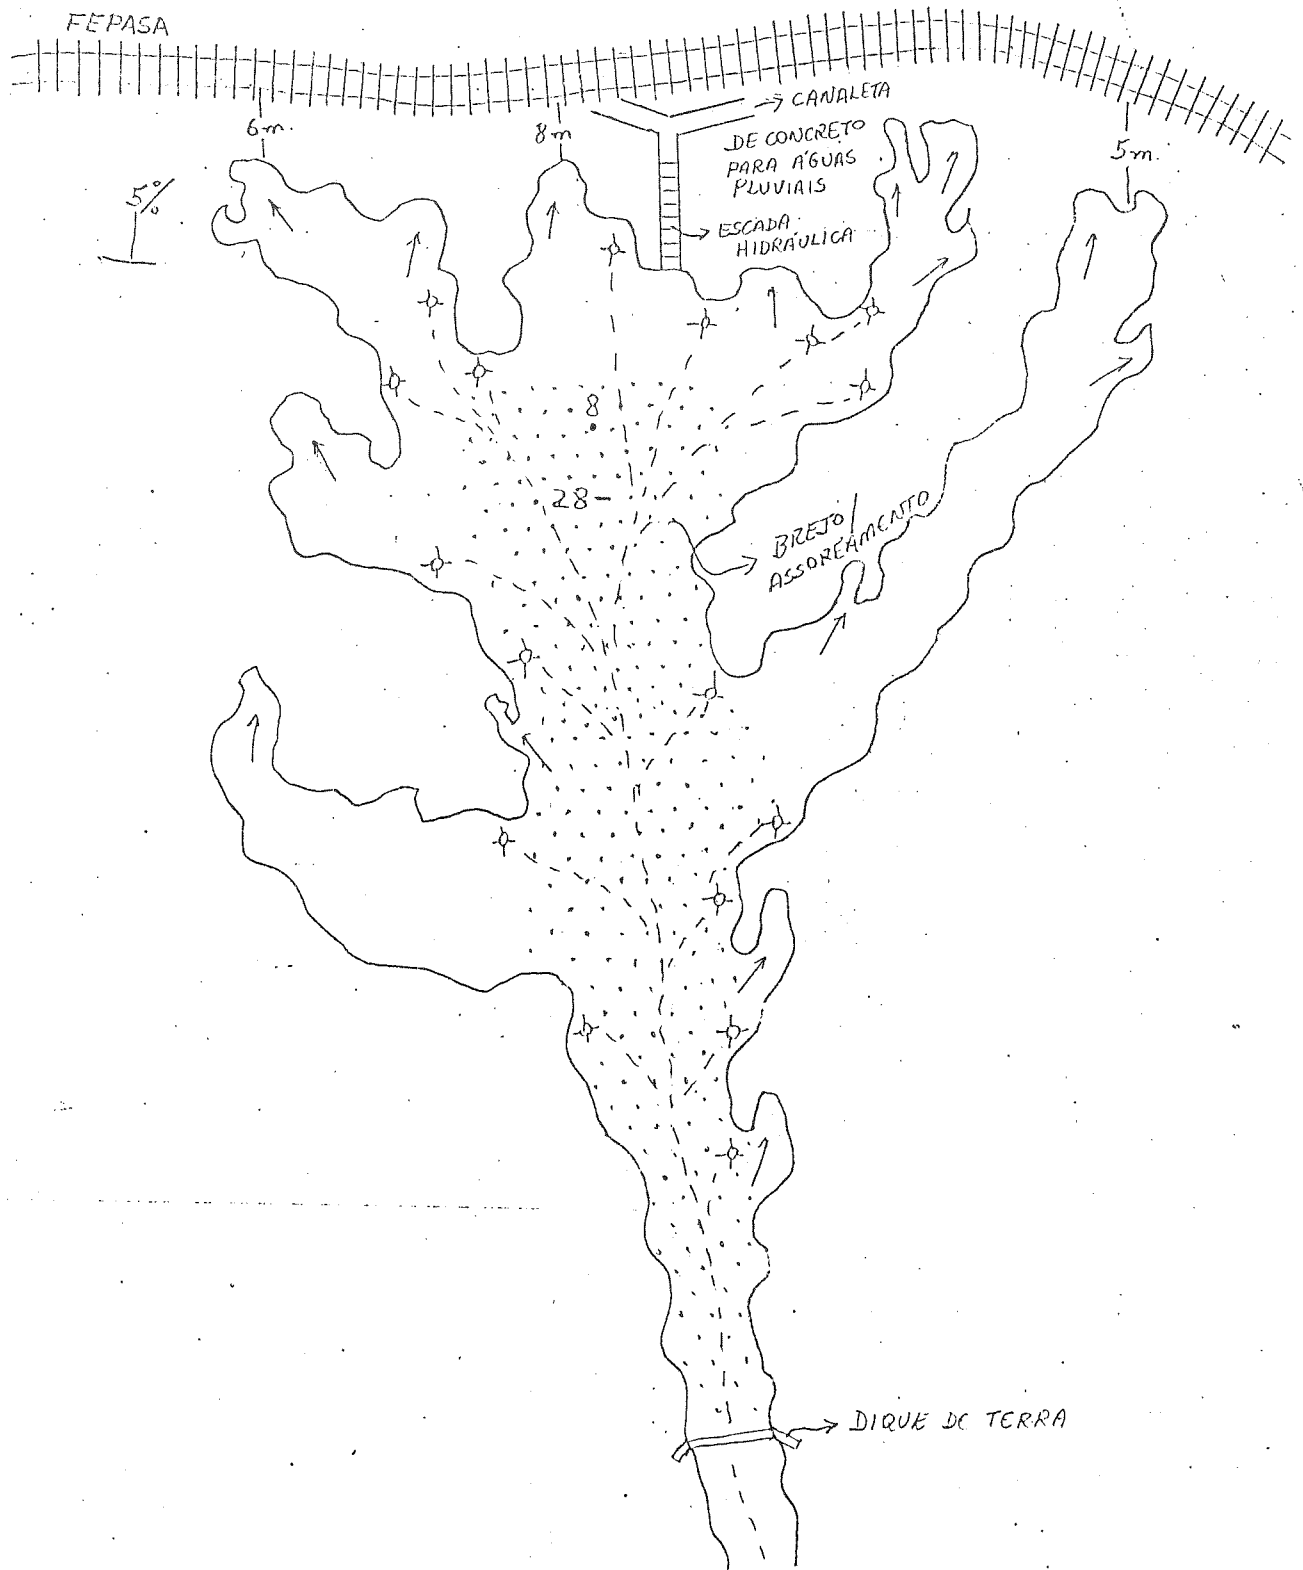 FEPASA
6m.
8m
→ CANALETA
DE CONCRETO
PARA ÁGUAS
PLUVIAIS
5m.
5%
→ ESCADA
HIDRÁULICA
8
28
BREJO/
ASSOREAMENTO
DIQUE DE TERRA